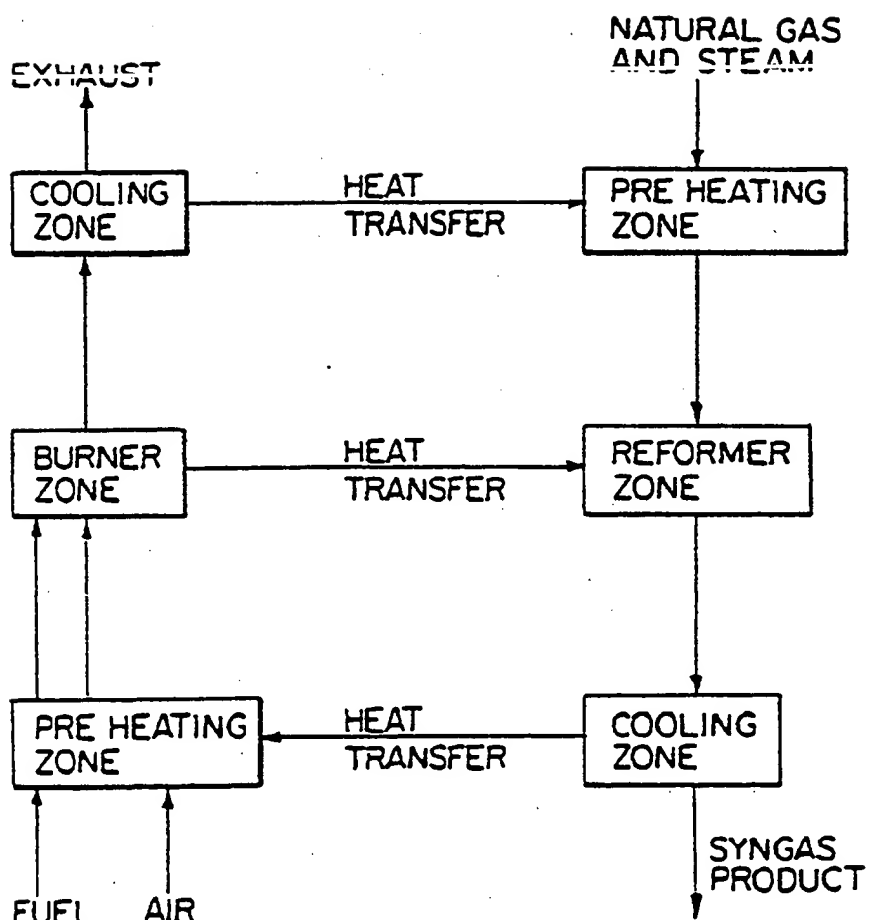 NATURAL GAS
AND STEAM
EXHAUST
COOLING
ZONE
HEAT
TRANSFER
PRE HEATING
ZONE
BURNER
ZONE
HEAT
TRANSFER
REFORMER
ZONE
PRE HEATING
ZONE
HEAT
TRANSFER
COOLING
ZONE
SYNGAS
PRODUCT
FUEL AIR